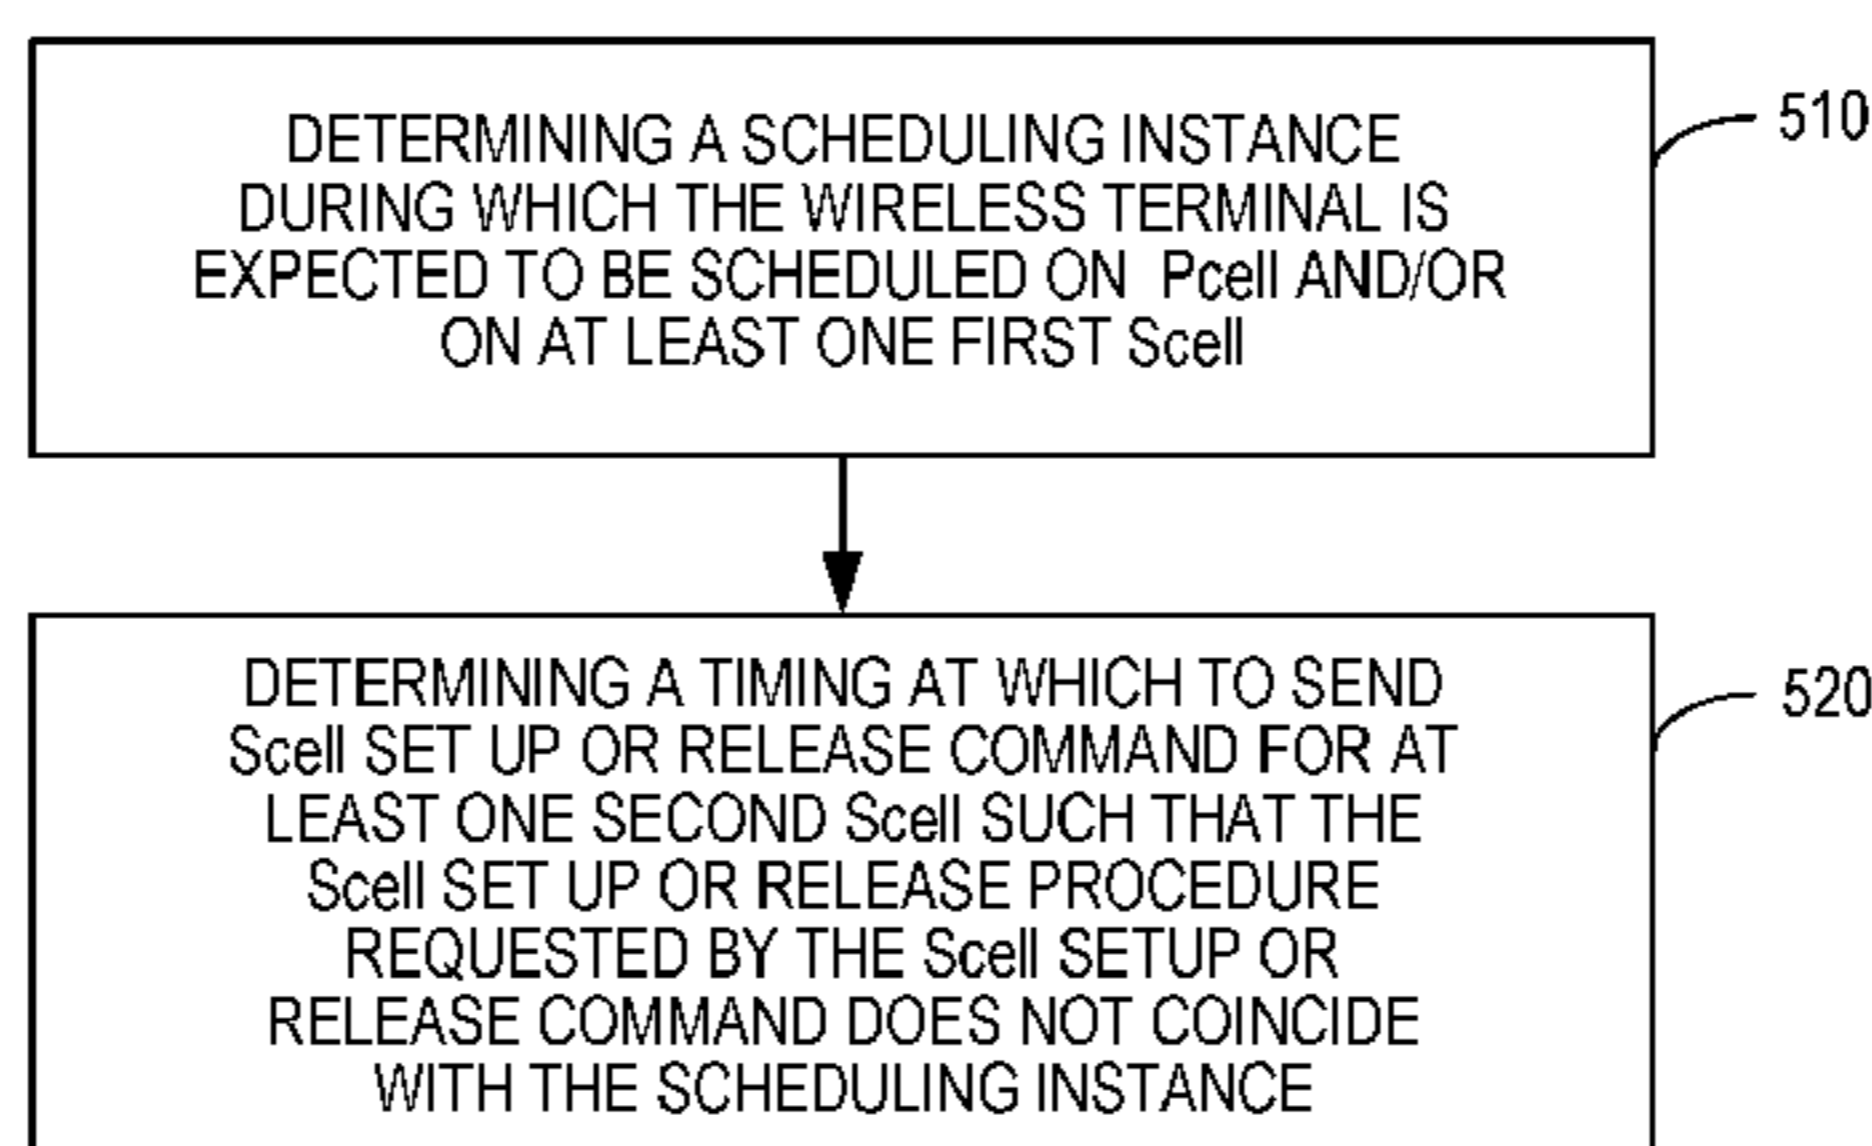 DETERMINING A SCHEDULING INSTANCE
DURING WHICH THE WIRELESS TERMINAL IS
EXPECTED TO BE SCHEDULED ON Pcell AND/OR
ON AT LEAST ONE FIRST Scell
510
DETERMINING A TIMING AT WHICH TO SEND
Scell SET UP OR RELEASE COMMAND FOR AT
LEAST ONE SECOND Scell SUCH THAT THE
Scell SET UP OR RELEASE PROCEDURE
REQUESTED BY THE Scell SETUP OR
RELEASE COMMAND DOES NOT COINCIDE
WITH THE SCHEDULING INSTANCE
520